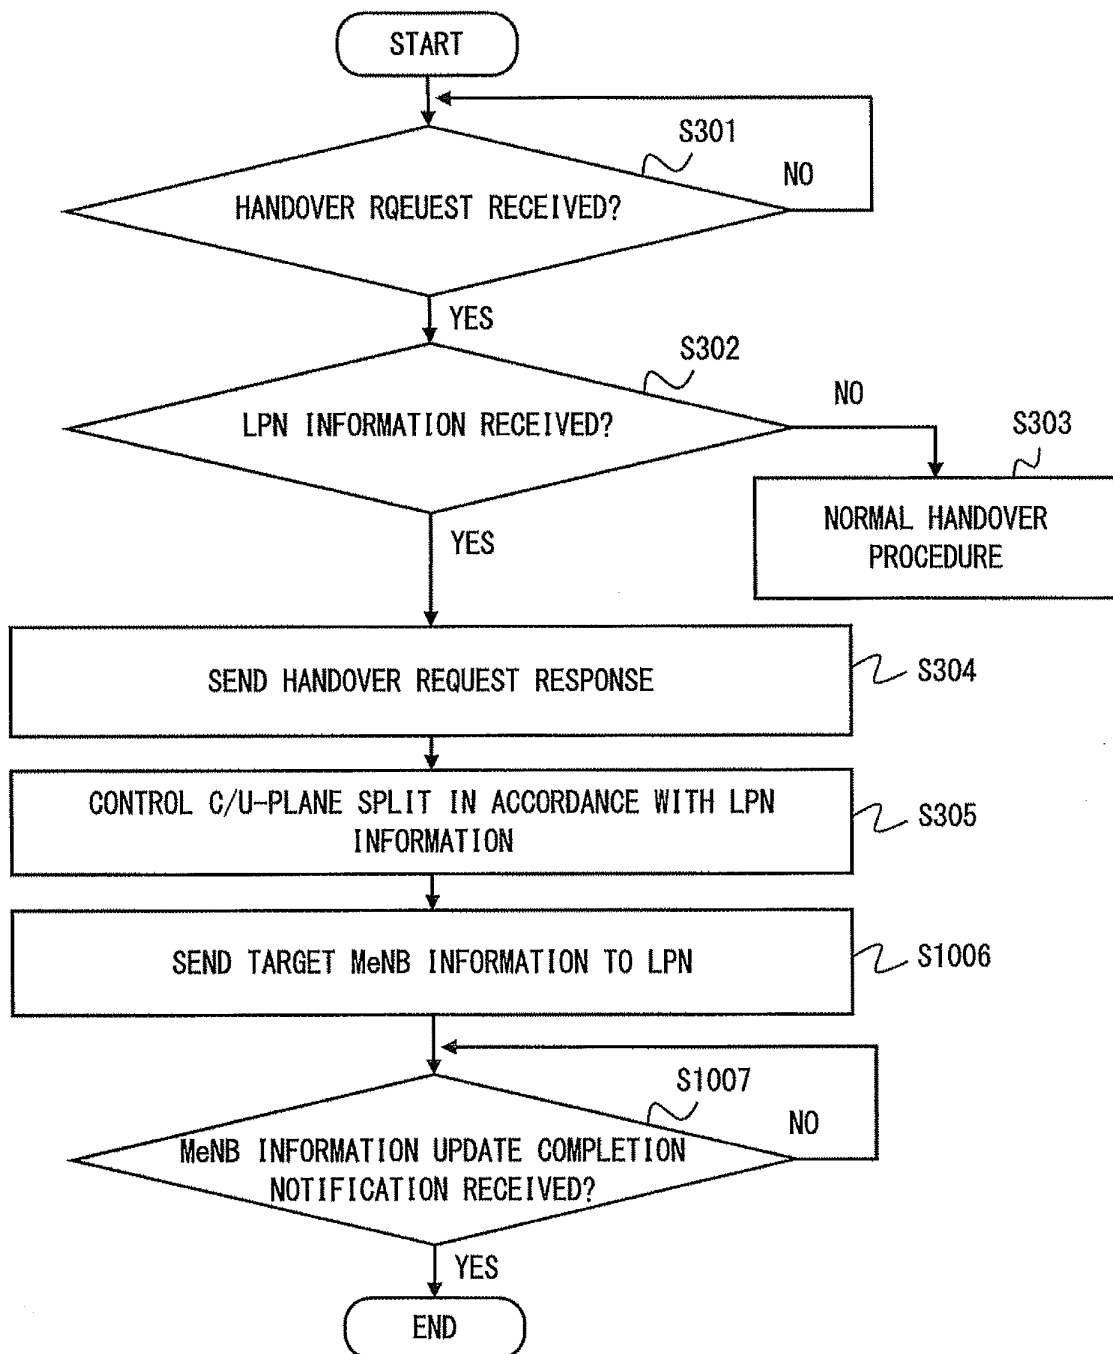 START
S301
NO
HANDOVER RQEUEST RECEIVED?
YES
S302
NO
LPN INFORMATION RECEIVED?
S303
NORMAL HANDOVER
PROCEDURE
YES
SEND HANDOVER REQUEST RESPONSE
S304
CONTROL C/U-PLANE SPLIT IN ACCORDANCE WITH LPN
INFORMATION
S305
SEND TARGET MeNB INFORMATION TO LPN
S1006
S1007
NO
MeNB INFORMATION UPDATE COMPLETION
NOTIFICATION RECEIVED?
YES
END